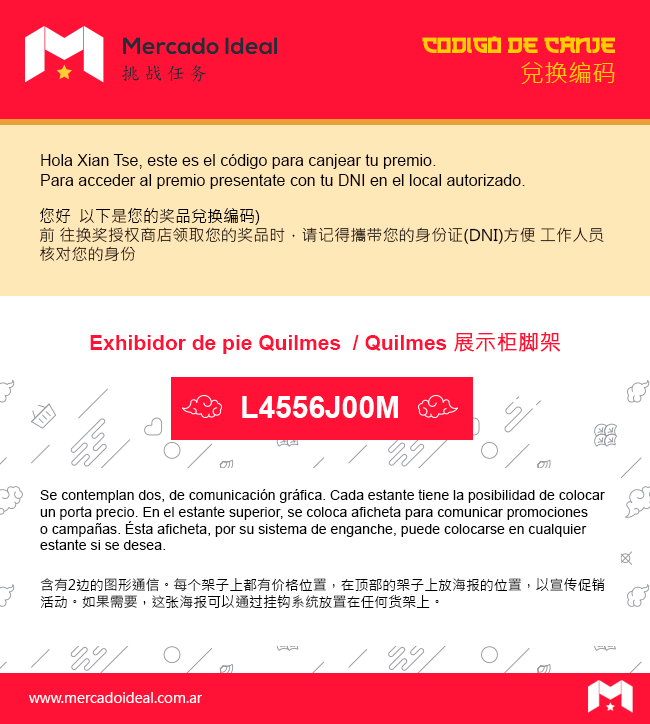 Mercado Ideal
挑战任务
CODIGO DE CANJE
兌换编码
Hola Xian Tse, este es el código para canjear tu premio.
Para acceder al premio presentate con tu DNI en el local autorizado.
您好 以下是您的奖品兌换编码)
前 往换奖授权商店领取您的奖品时，请记得攜带您的身份证(DNI)方便 工作人员
核对您的身份
Exhibidor de pie Quilmes / Quilmes 展示柜脚架
L4556J00M
Se contemplan dos, de comunicación gráfica. Cada estante tiene la posibilidad de colocar
un porta precio. En el estante superior, se coloca aficheta para comunicar promociones
o campañas. Ésta aficheta, por su sistema de enganche, puede colocarse en cualquier
estante si se desea.
含有2边的图形通信。每个架子上都有价格位置，在顶部的架子上放海报的位置，以宣传促销
活动。如果需要，这张海报可以通过挂钩系统放置在任何货架上。
www.mercadoideal.com.ar